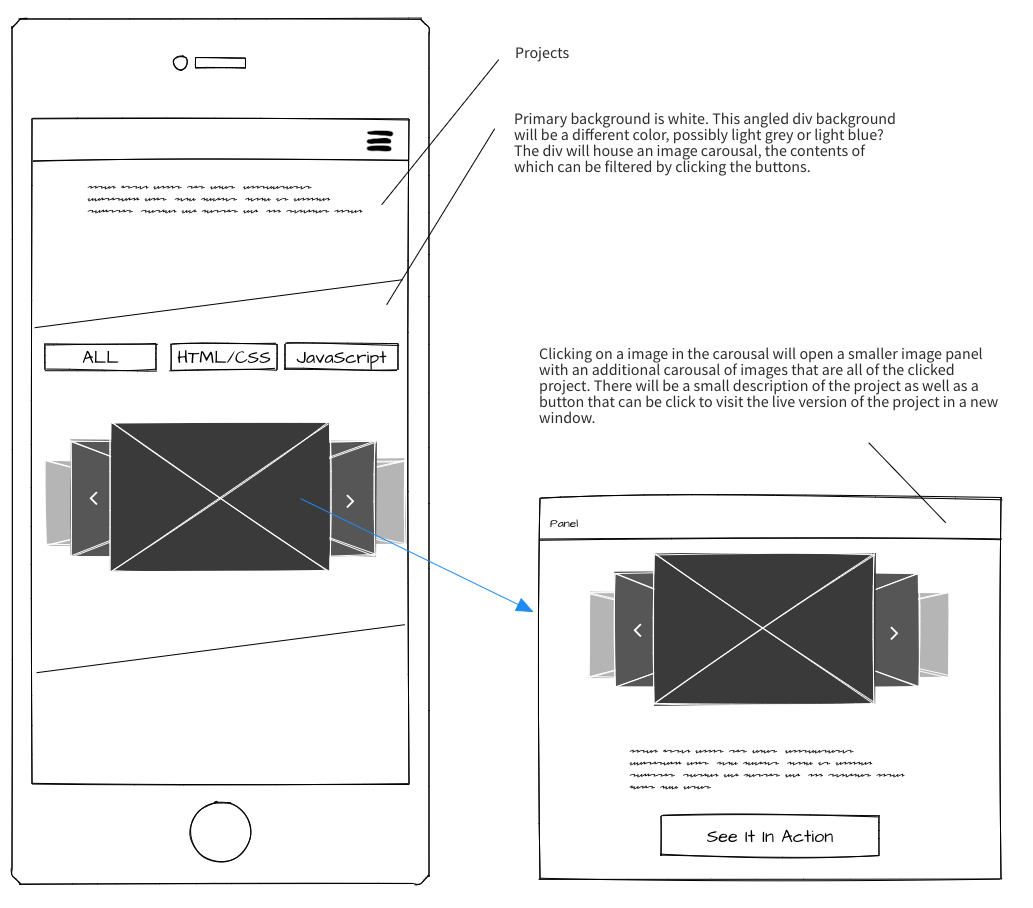 Projects
Primary background is white. This angled div background
will be a different color, possibly light grey or light blue?
The div will house an image carousal, the contents of
which can be filtered by clicking the buttons.
ALL
HTML/CSS
JavaScript
Clicking on a image in the carousal will open a smaller image panel
with an additional carousal of images that are all of the clicked
project. There will be a small description of the project as well as a
button that can be click to visit the live version of the project in a new
window.
Panel
See It In Action